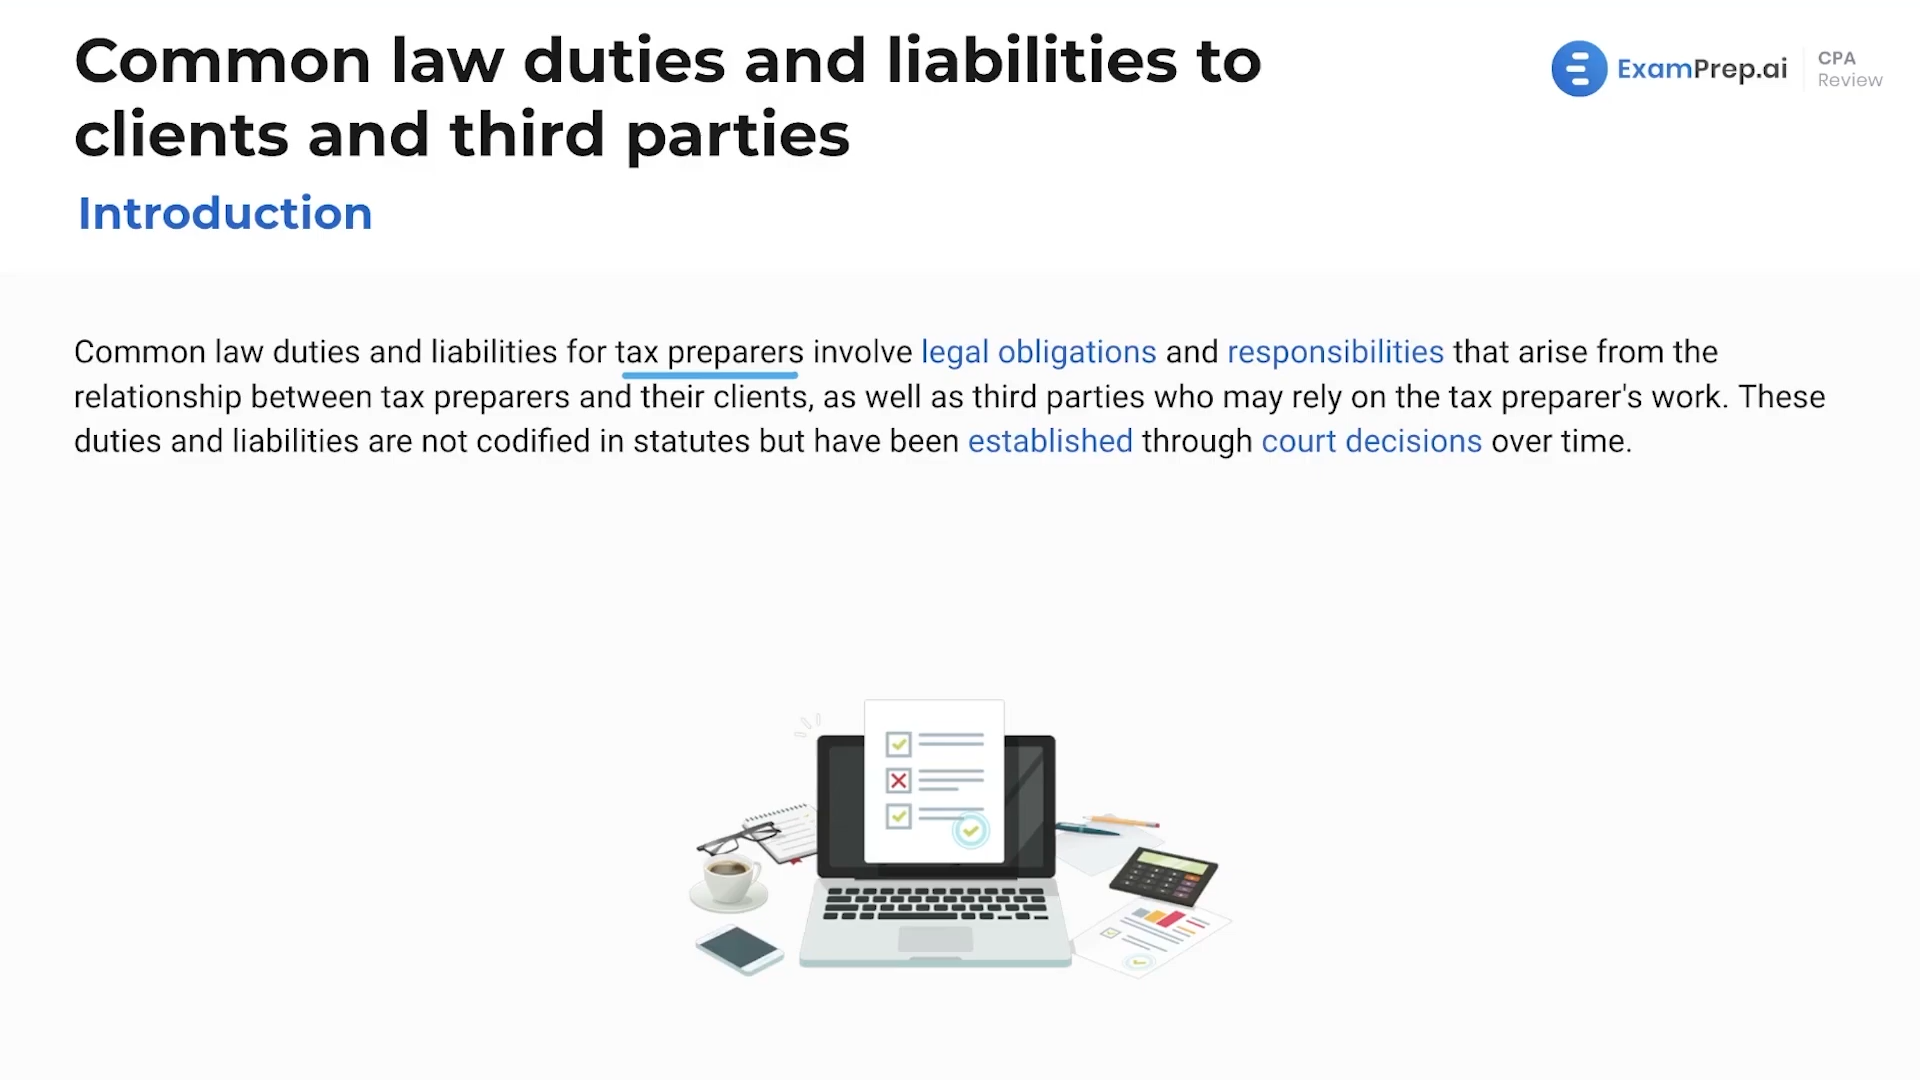 Common law duties and liabilities to
clients and third parties
ExamPrep.ai
CPA
Review
Introduction
Common law duties and liabilities for tax preparers involve legal obligations and responsibilities that arise from the
relationship between tax preparers and their clients, as well as third parties who may rely on the tax preparer's work. These
duties and liabilities are not codified in statutes but have been established through court decisions over time.